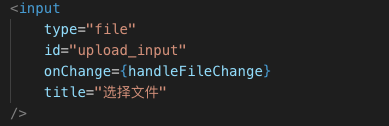 <input
    type="file"
    id="upload_input"
    onChange={handleFileChange}
    title="选择文件"
/>